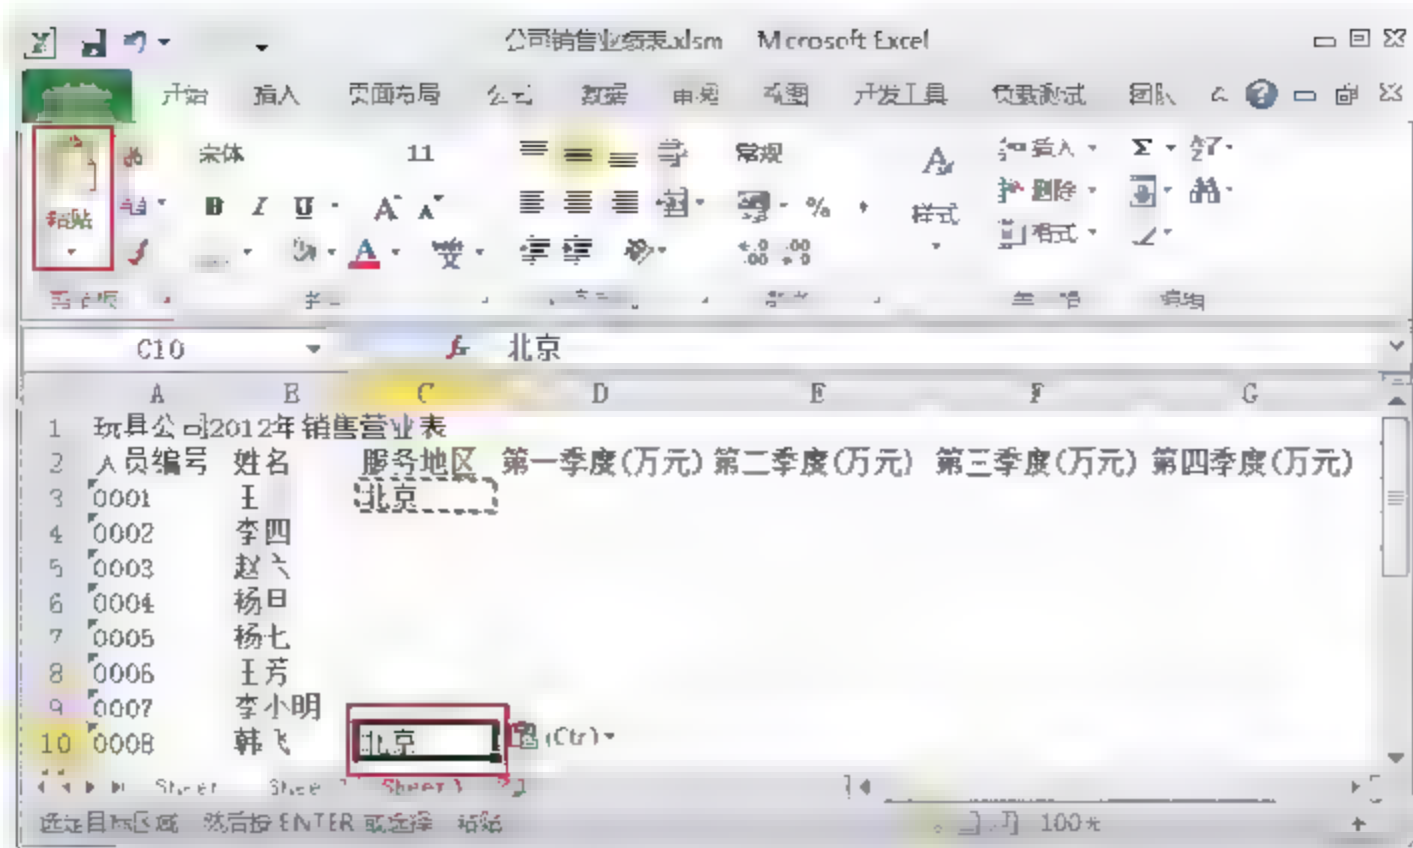 公司销售业绩表.xlsm Microsoft Excel
开始 插入 页面布局 公式 数据 审阅 视图 开发工具 负载测试 团队
宋体 11 常规 插入
B I U A A % , 样式 删除
粘贴 A 格式
编辑
C10 fx 北京
A B C D E F G
1 玩具公司2012年销售营业表
2 人员编号 姓名 服务地区 第一季度(万元) 第二季度(万元) 第三季度(万元) 第四季度(万元)
3 0001 王 北京
4 0002 李四
5 0003 赵六
6 0004 杨日
7 0005 杨七
8 0006 王芳
9 0007 李小明
10 0008 韩飞 北京 (Ctrl)
Sheet3
选定目标区域 然后按 ENTER 或选择 粘贴 100%